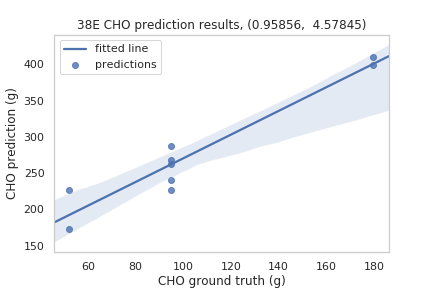 38E CHO prediction results, (0.95856,  4.57845)
fitted line
predictions
400
350
300
250
200
150
CHO prediction (g)
60 80 100 120 140 160 180
CHO ground truth (g)